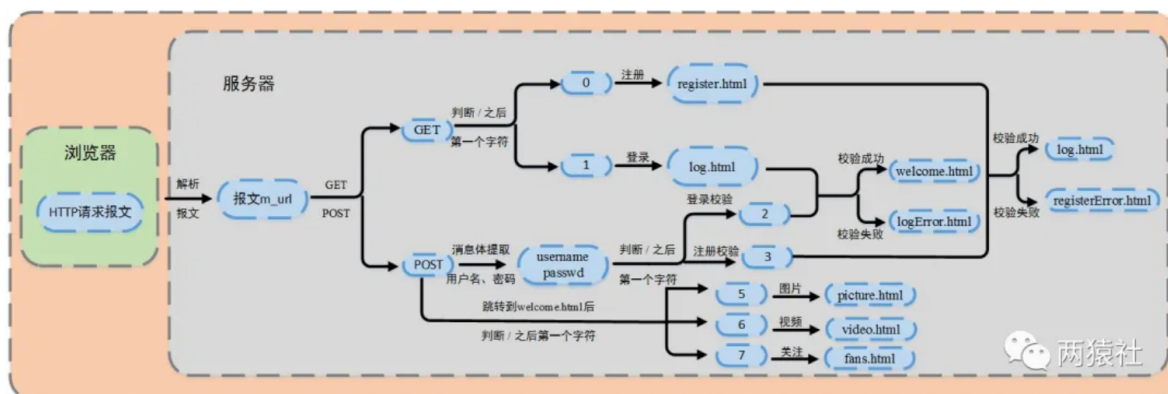 服务器
浏览器
HTTP请求报文
解析
报文
报文m_url
GET
POST
GET
判断 / 之后
第一个字符
0
注册
register.html
1
登录
log.html
POST
消息体提取
用户名、密码
username
passwd
判断 / 之后
第一个字符
登录校验
2
注册校验
3
校验成功
welcome.html
校验失败
logError.html
校验成功
log.html
校验失败
registerError.html
跳转到welcome.html后
判断 / 之后第一个字符
5
图片
picture.html
6
视频
video.html
7
关注
fans.html
两猿社